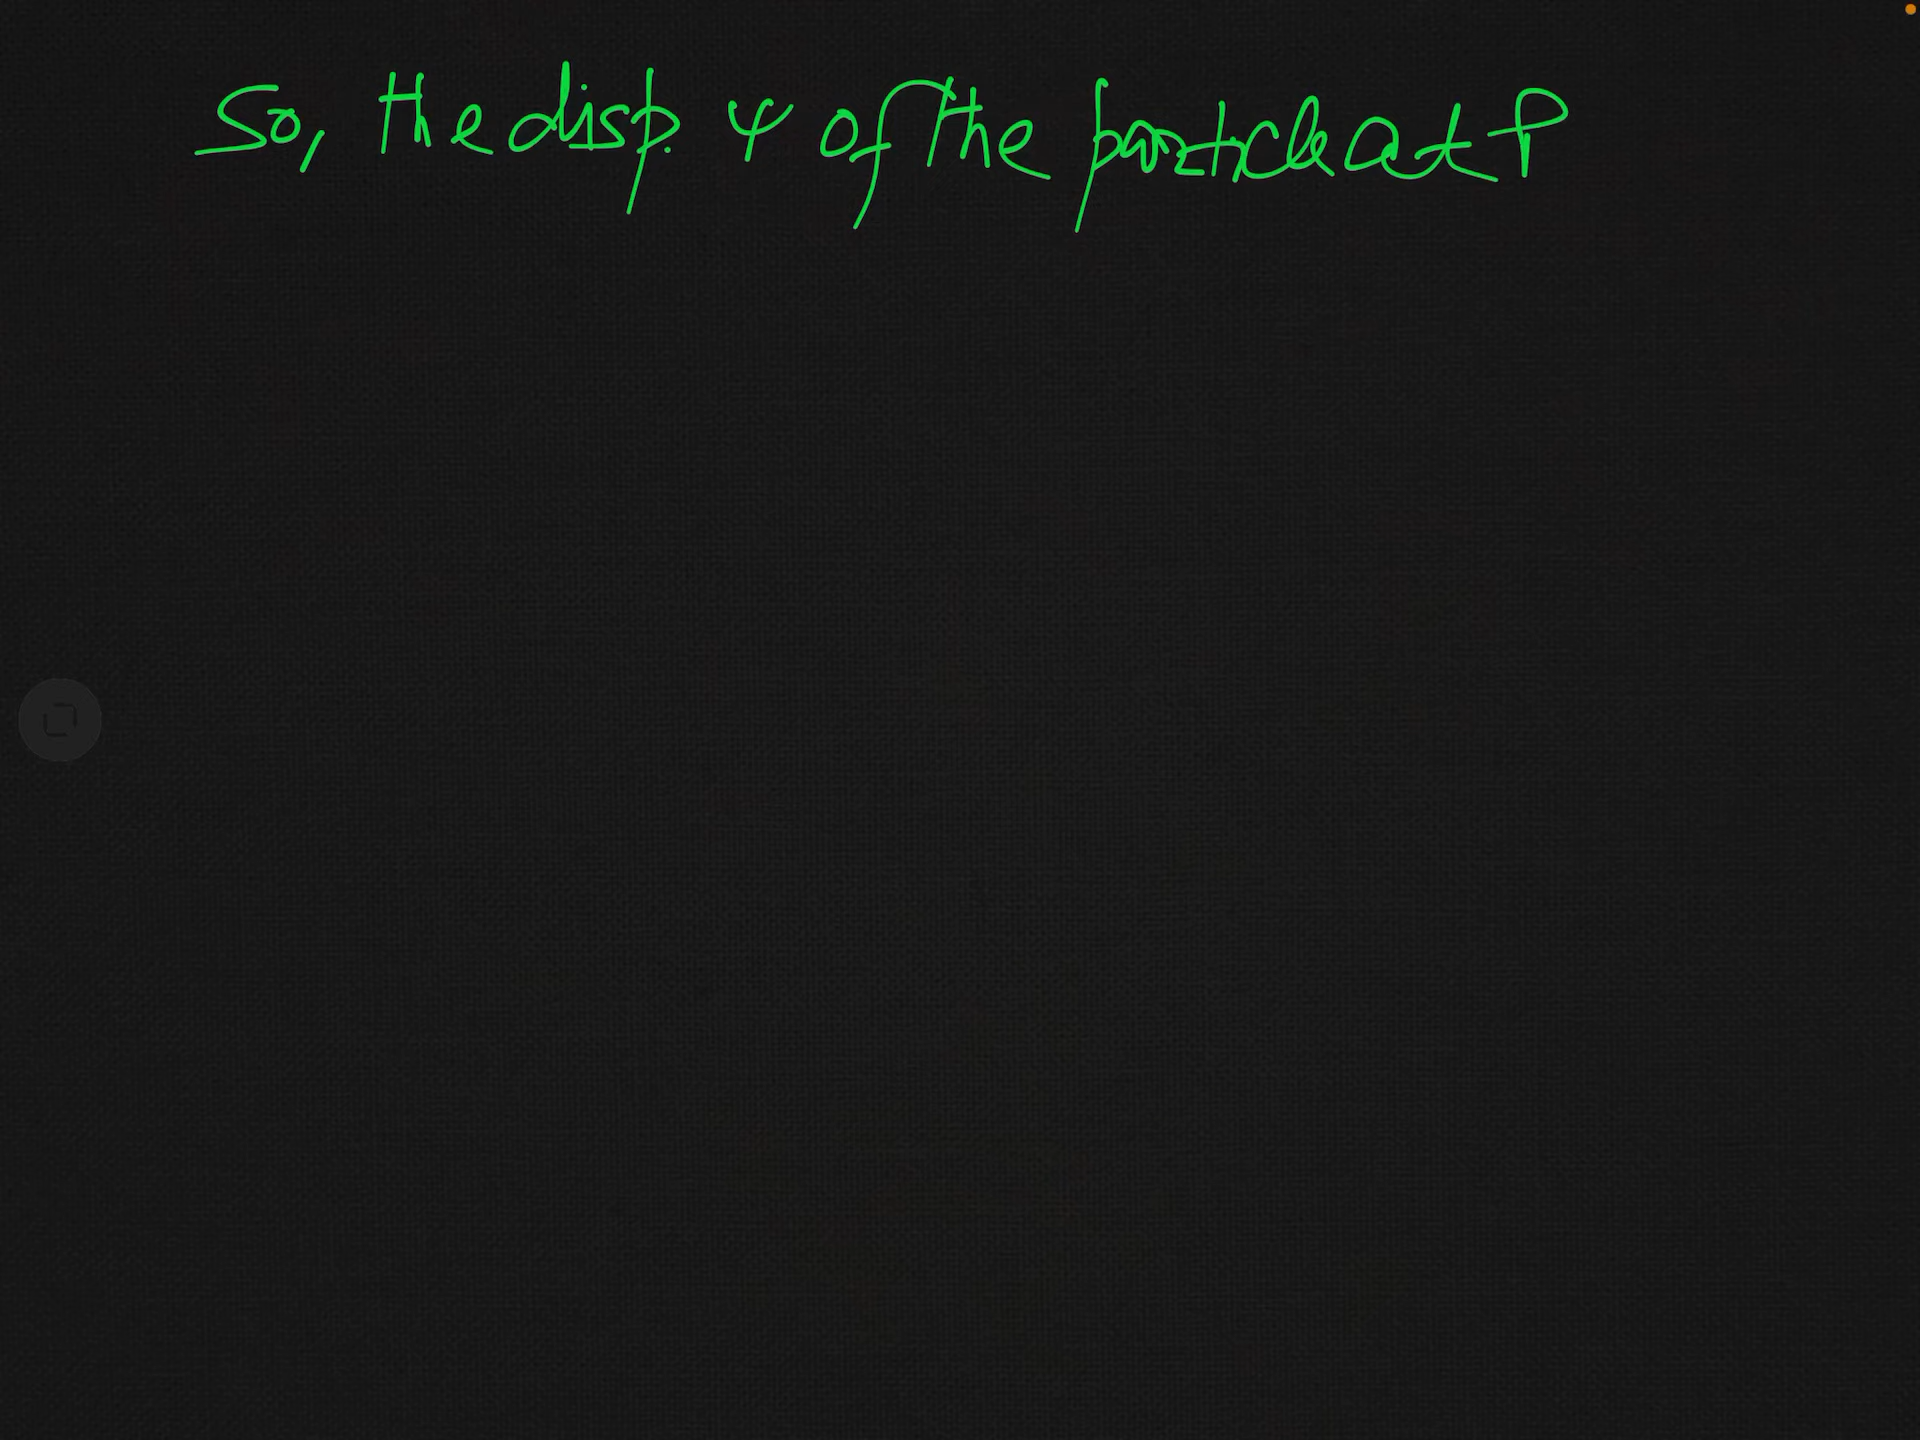 So, the disp. ψ of the particle at P